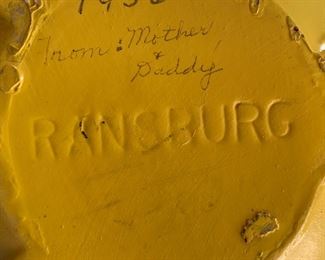 From: Mother
&
Daddy
RANSBURG